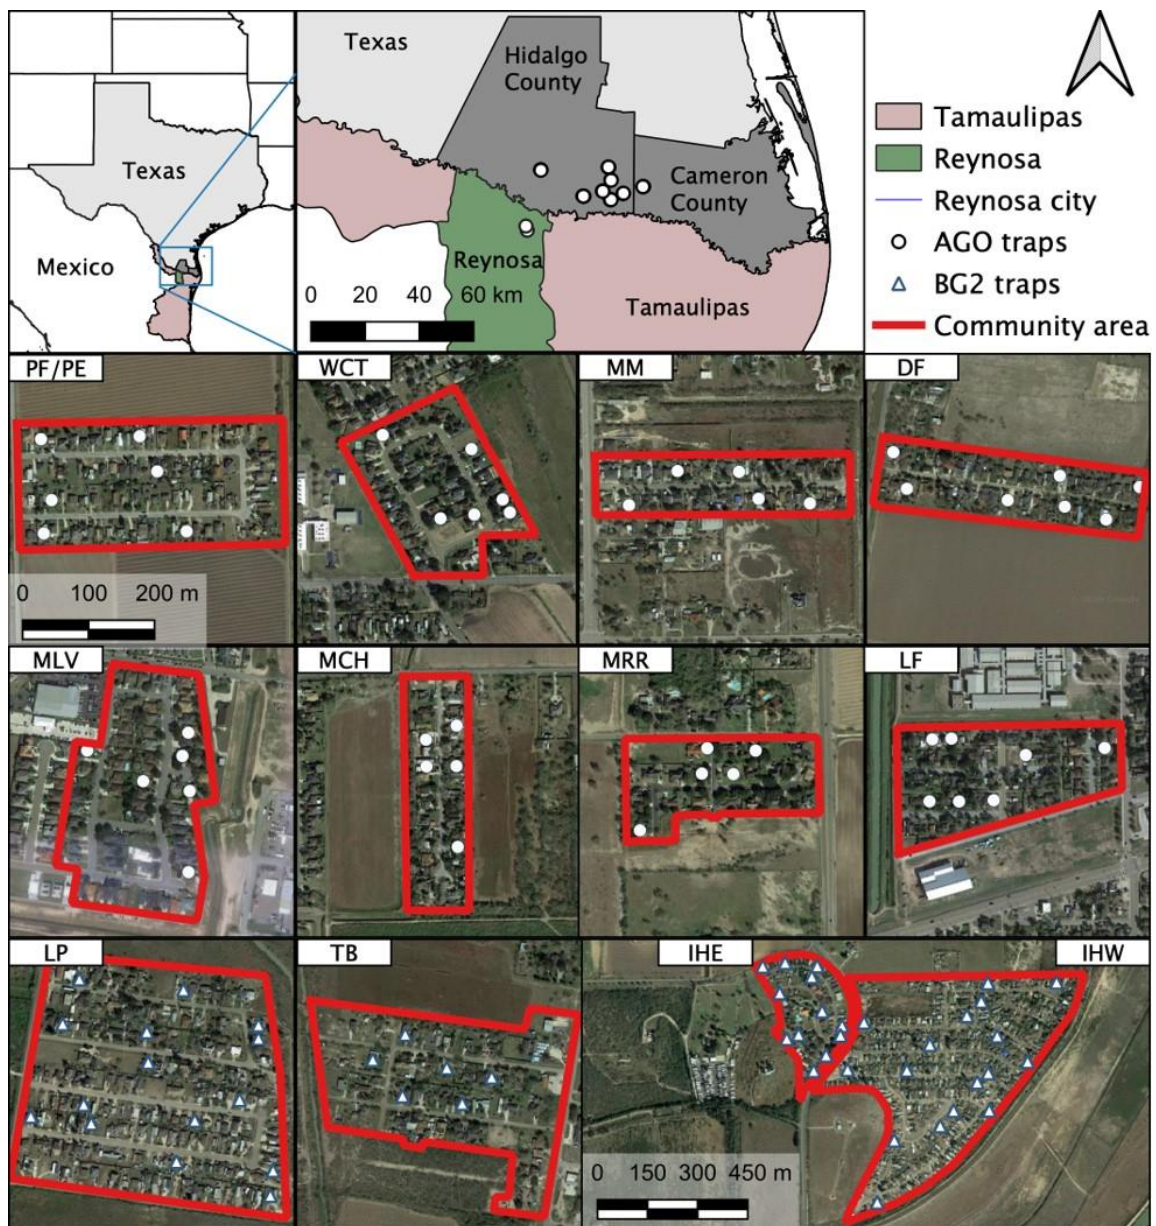 Texas
Mexico
Texas
Hidalgo
County
Cameron
County
Reynosa
0 20 40 60 km
Tamaulipas
Tamaulipas
Reynosa
Reynosa city
AGO traps
BG2 traps
Community area
PF/PE
WCT
MM
DF
0 100 200 m
MLV
MCH
MRR
LF
LP
TB
IHE
IHW
0 150 300 450 m